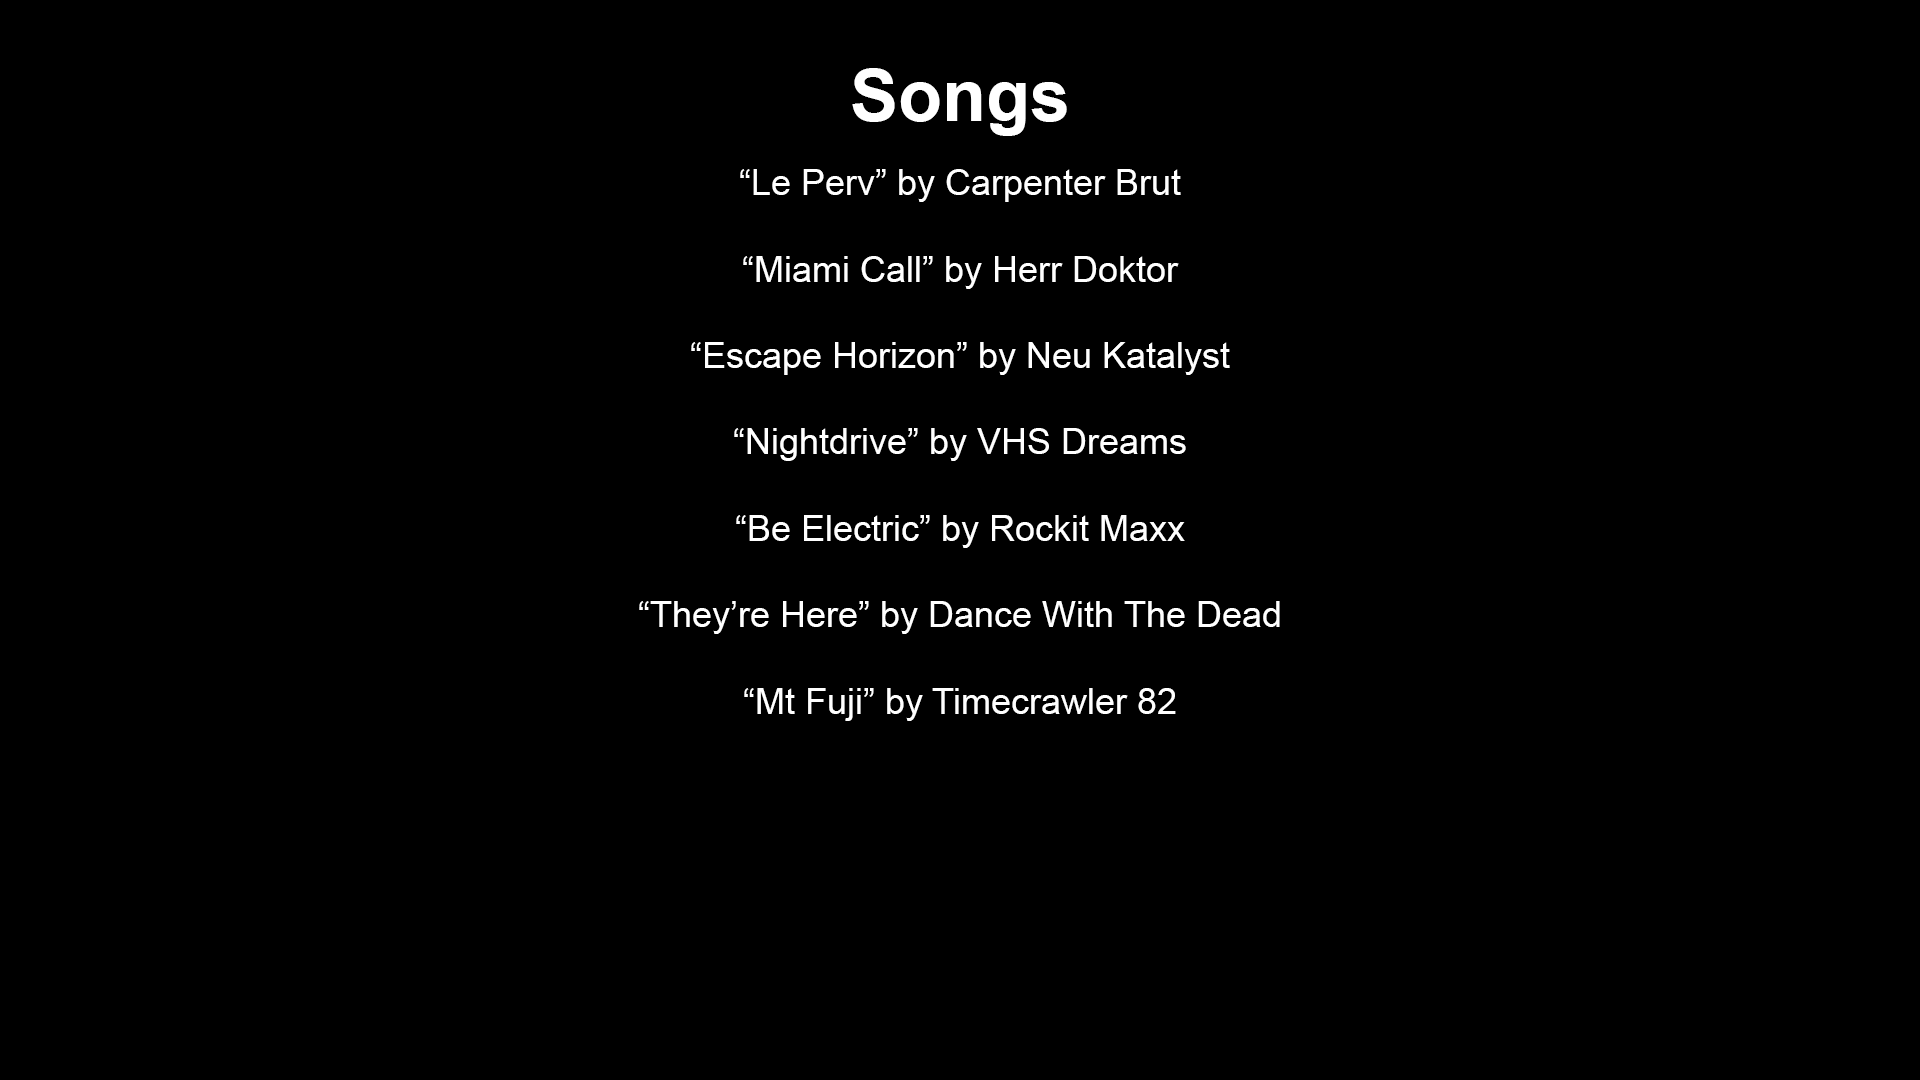 Songs
“Le Perv” by Carpenter Brut
“Miami Call” by Herr Doktor
“Escape Horizon” by Neu Katalyst
“Nightdrive” by VHS Dreams
“Be Electric” by Rockit Maxx
“They’re Here” by Dance With The Dead
“Mt Fuji” by Timecrawler 82